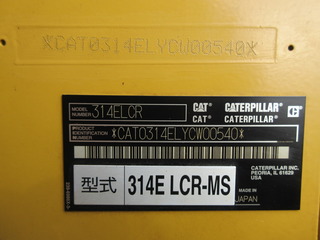 *CAT0314ELYCW00540*
MODEL NUMBER 314ELCR
CAT CATERPILLAR
CAT CATERPILLAR
PRODUCT IDENTIFICATION NUMBER *CAT0314ELYCW00540*
型式 314E LCR-MS
CATERPILLAR INC.
PEORIA, IL 61629
USA
MADE IN
JAPAN